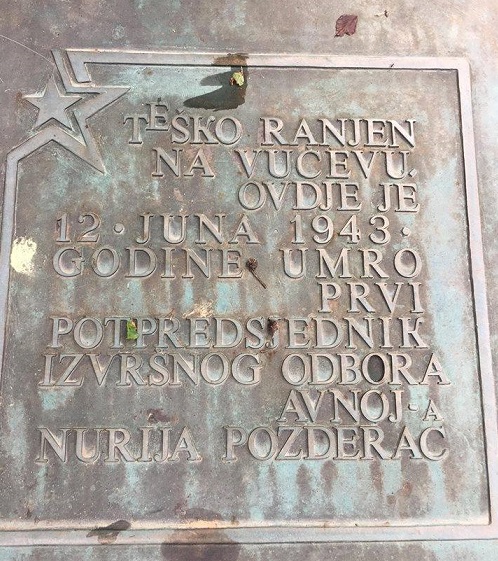 TEŠKO RANJEN
NA VUČEVU.
OVDJE JE
12. JUNA 1943.
GODINE UMRO
PRVI
POTPREDSJEDNIK
IZVRŠNOG ODBORA
AVNOJ-A
NURIJA POZDERAC